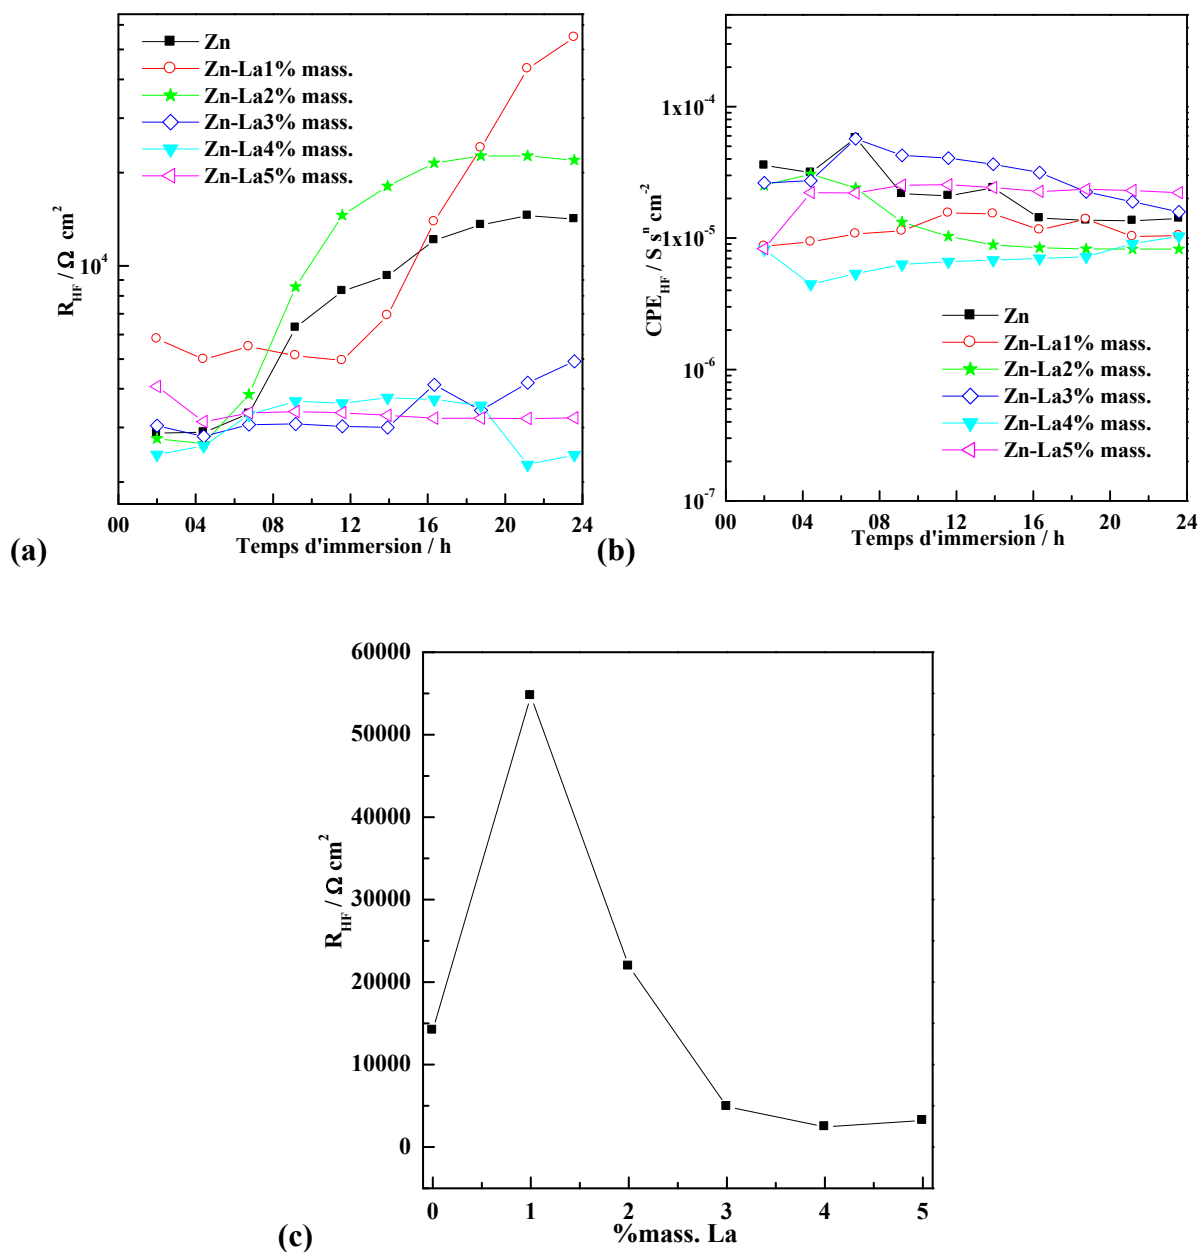 Zn
Zn-La1% mass.
Zn-La2% mass.
Zn-La3% mass.
Zn-La4% mass.
Zn-La5% mass.
R_HF / Ω cm²
10⁴
00 04 08 12 16 20 24
Temps d'immersion / h
(a)
1x10⁻⁴
1x10⁻⁵
10⁻⁶
10⁻⁷
CPE_HF / S sⁿ cm⁻²
Zn
Zn-La1% mass.
Zn-La2% mass.
Zn-La3% mass.
Zn-La4% mass.
Zn-La5% mass.
00 04 08 12 16 20 24
Temps d'immersion / h
(b)
60000
50000
40000
30000
20000
10000
0
R_HF / Ω cm²
0 1 2 3 4 5
%mass. La
(c)